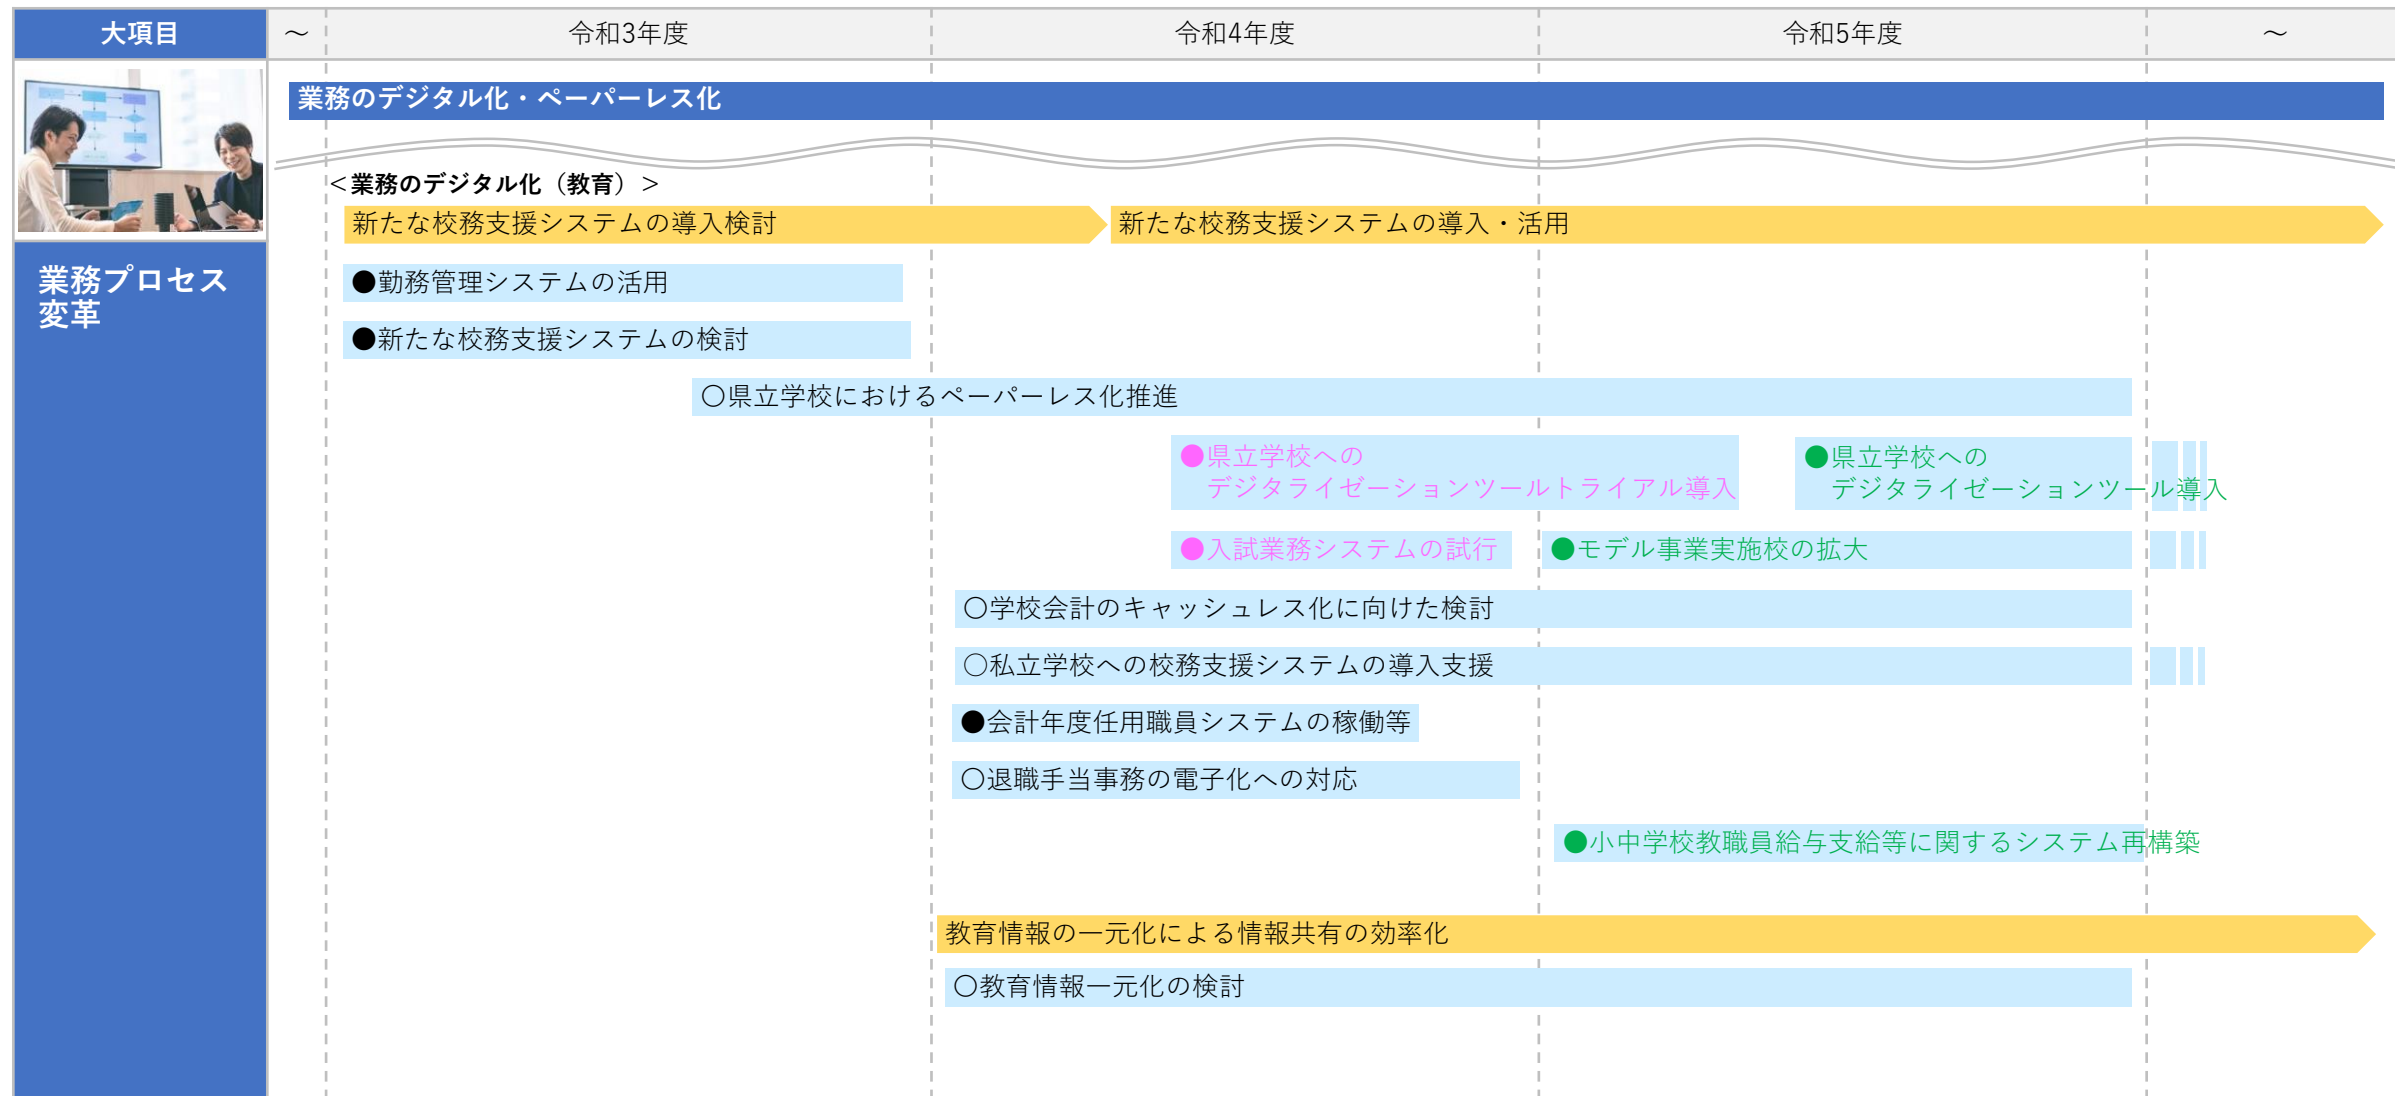 大項目
～
令和3年度
令和4年度
令和5年度
～
業務のデジタル化・ペーパーレス化
＜業務のデジタル化（教育）＞
新たな校務支援システムの導入検討
新たな校務支援システムの導入・活用
業務プロセス
変革
●勤務管理システムの活用
●新たな校務支援システムの検討
○県立学校におけるペーパーレス化推進
●県立学校への
デジタライゼーションツールトライアル導入
●県立学校への
デジタライゼーションツール導入
●入試業務システムの試行
●モデル事業実施校の拡大
○学校会計のキャッシュレス化に向けた検討
○私立学校への校務支援システムの導入支援
●会計年度任用職員システムの稼働等
○退職手当事務の電子化への対応
●小中学校教職員給与支給等に関するシステム再構築
教育情報の一元化による情報共有の効率化
○教育情報一元化の検討